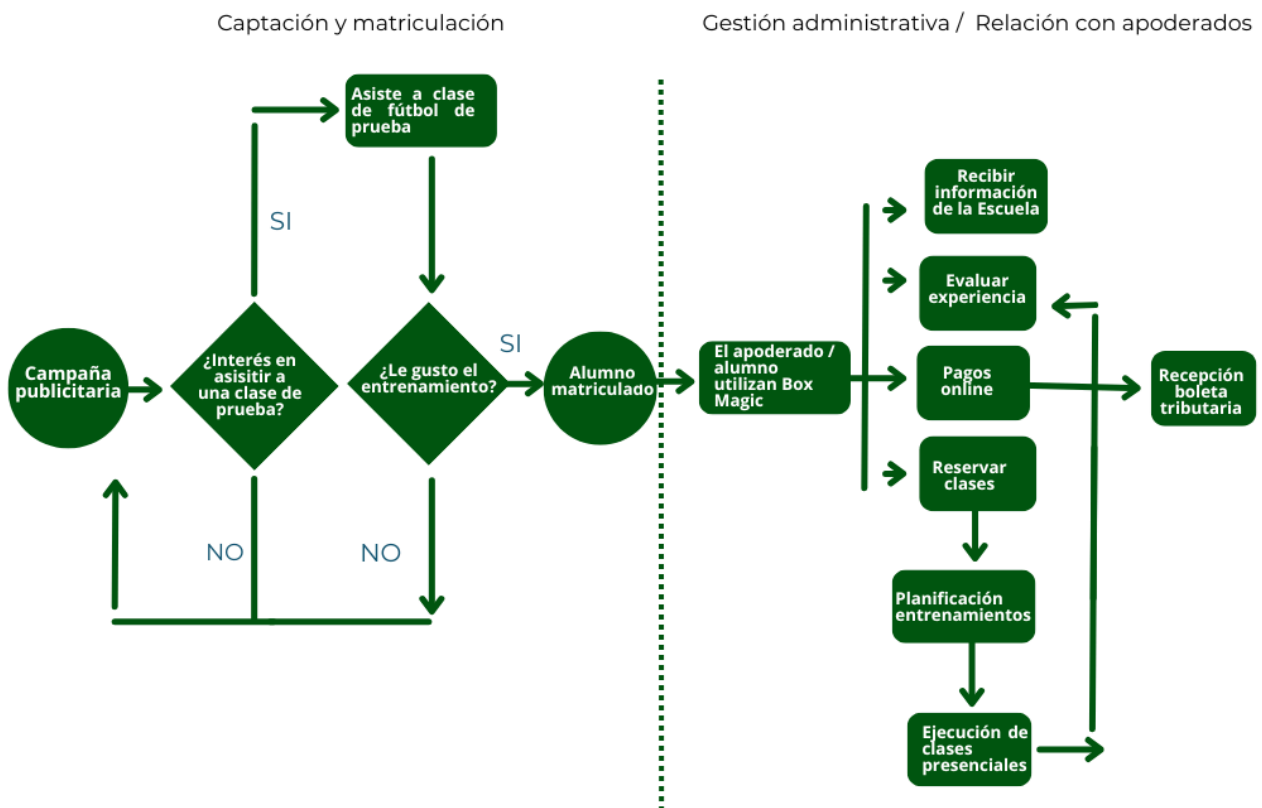 Captación y matriculación
Gestión administrativa / Relación con apoderados
Asiste a clase
de fútbol de
prueba
SI
Campaña
publicitaria
¿Interés en
asisitir a
una clase de
prueba?
¿Le gusto el
entrenamiento?
SI
Alumno
matriculado
NO
NO
El apoderado /
alumno
utilizan Box
Magic
Recibir
información
de la Escuela
Evaluar
experiencia
Pagos
online
Recepción
boleta
tributaria
Reservar
clases
Planificación
entrenamientos
Ejecución de
clases
presenciales